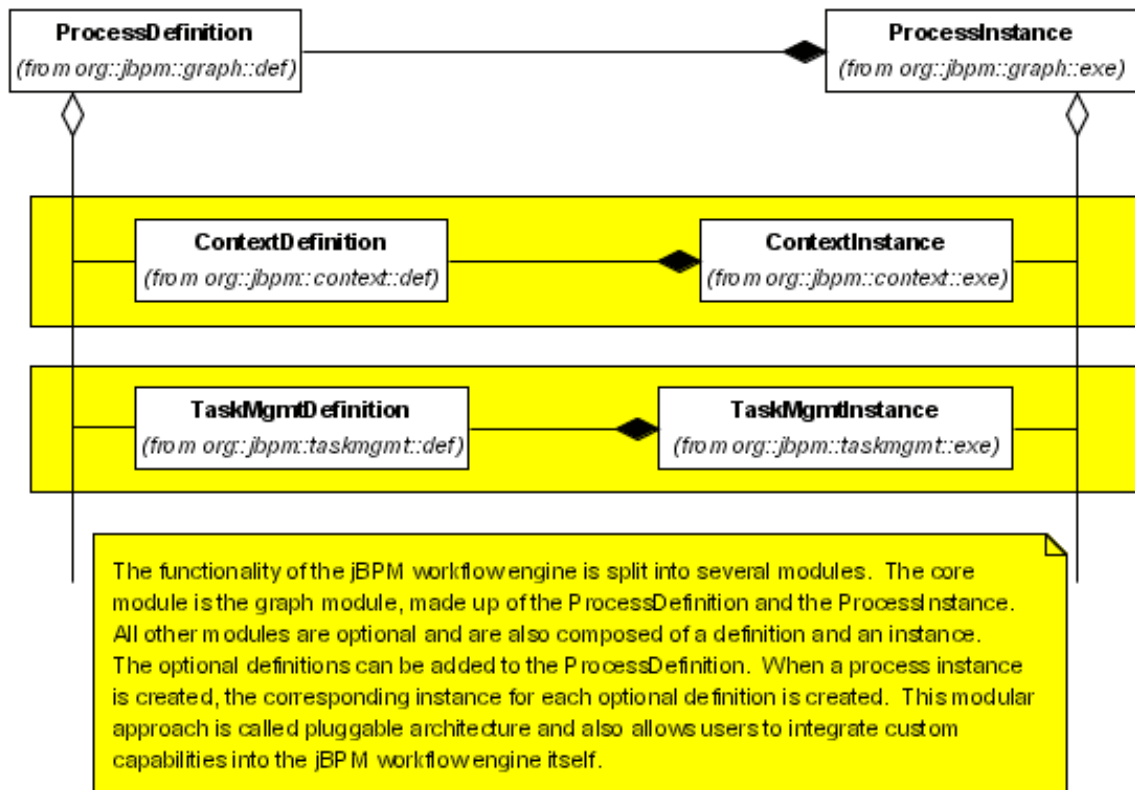 ProcessDefinition
(from org::jbpm::graph::def)
ProcessInstance
(from org::jbpm::graph::exe)
ContextDefinition
(from org::jbpm::context::def)
ContextInstance
(from org::jbpm::context::exe)
TaskMgmtDefinition
(from org::jbpm::taskmgmt::def)
TaskMgmtInstance
(from org::jbpm::taskmgmt::exe)
The functionality of the jBPM workflow engine is split into several modules. The core
module is the graph module, made up of the ProcessDefinition and the ProcessInstance.
All other modules are optional and are also composed of a definition and an instance.
The optional definitions can be added to the ProcessDefinition. When a process instance
is created, the corresponding instance for each optional definition is created. This modular
approach is called pluggable architecture and also allows users to integrate custom
capabilities into the jBPM workflow engine itself.